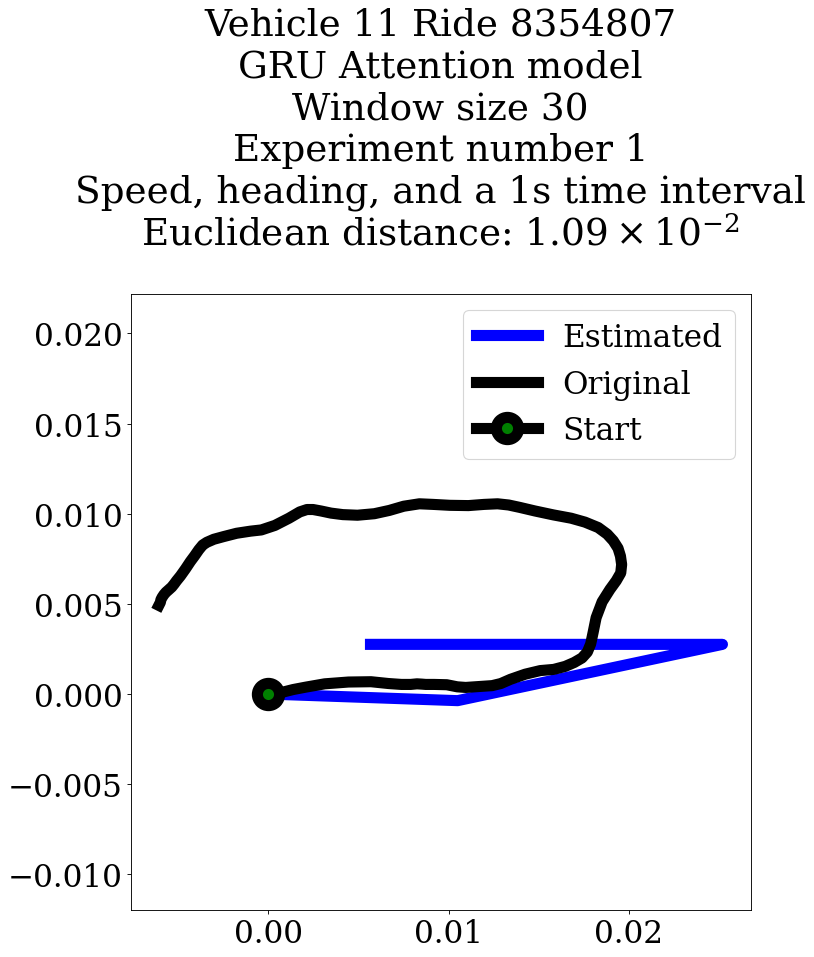 Vehicle 11 Ride 8354807
GRU Attention model
Window size 30
Experiment number 1
Speed, heading, and a 1s time interval
Euclidean distance: 1.09 × 10⁻²
Estimated
Original
Start
0.020
0.015
0.010
0.005
0.000
−0.005
−0.010
0.00 0.01 0.02